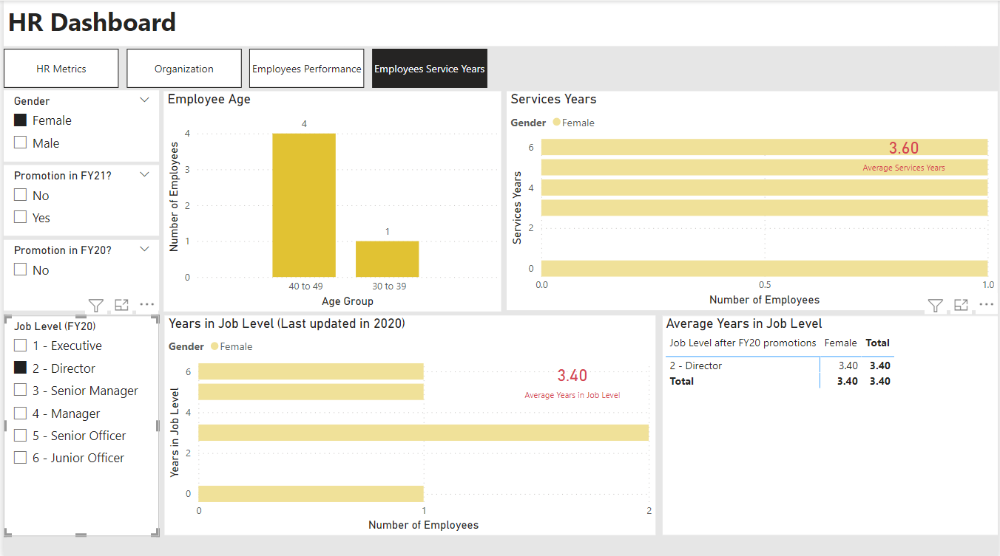 HR Dashboard
HR Metrics
Organization
Employees Performance
Employees Service Years
Gender
Female
Male
Promotion in FY21?
No
Yes
Promotion in FY20?
No
Job Level (FY20)
1 - Executive
2 - Director
3 - Senior Manager
4 - Manager
5 - Senior Officer
6 - Junior Officer
Employee Age
Number of Employees
4
3
2
1
0
4
1
40 to 49
30 to 39
Age Group
Services Years
Gender Female
Services Years
6
4
2
0
3.60
Average Services Years
0.0 0.5 1.0
Number of Employees
Years in Job Level (Last updated in 2020)
Gender Female
Years in Job Level
6
4
2
0
3.40
Average Years in Job Level
0 1 2
Number of Employees
Average Years in Job Level
Job Level after FY20 promotions Female Total
2 - Director 3.40 3.40
Total 3.40 3.40